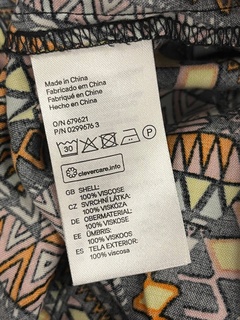 Made in China
Fabricado em China
Fabriqué en Chine
Hecho en China
O/N 679621
P/N 0299676 3
30 P
clevercare.info
GB SHELL:
100% VISCOSE
CZ SVRCHNÍ LÁTKA:
100% VISKÓZA
DE OBERMATERIAL:
100% VISKOSE
EE ÜMBRIS:
100% VISKOOS
ES TELA EXTERIOR:
100% viscosa